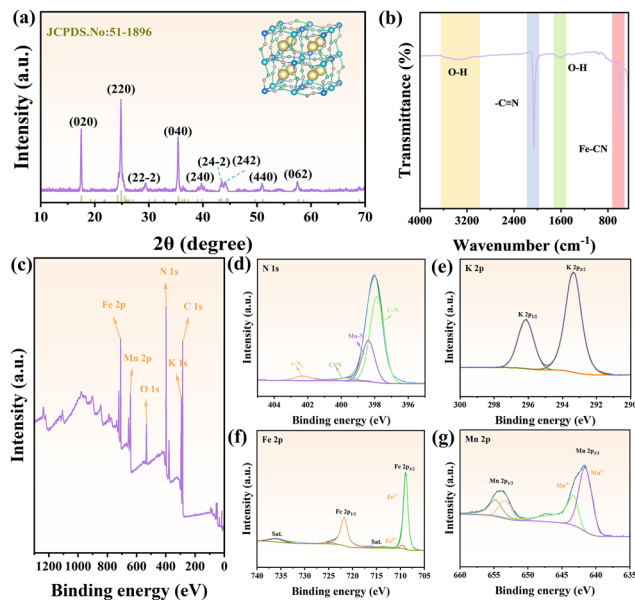 (a)
JCPDS.No:51-1896
(020)
(220)
(22-2)
(040)
(240)
(24-2)
(242)
(440)
(062)
Intensity (a.u.)
10 20 30 40 50 60 70
2θ (degree)
(b)
O-H
-C≡N
O-H
Fe-CN
Transmittance (%)
4000 3200 2400 1600 800
Wavenumber (cm-1)
(c)
N 1s
Fe 2p
C 1s
Mn 2p
K 1s
O 1s
Intensity (a.u.)
1200 1000 800 600 400 200 0
Binding energy (eV)
(d)
N 1s
C-N
Mn-N
C≡N
Intensity (a.u.)
404 402 400 398 396
Binding energy (eV)
(e)
K 2p
K 2p3/2
K 2p1/2
Intensity (a.u.)
300 298 296 294 292 290
Binding energy (eV)
(f)
Fe 2p
Fe 2p3/2
Fe2+
Fe 2p1/2
Fe3+
Sat.
Sat.
Intensity (a.u.)
740 735 730 725 720 715 710 705
Binding energy (eV)
(g)
Mn 2p
Mn 2p3/2
Mn 2p1/2
Intensity (a.u.)
660 655 650 645 640 635
Binding energy (eV)